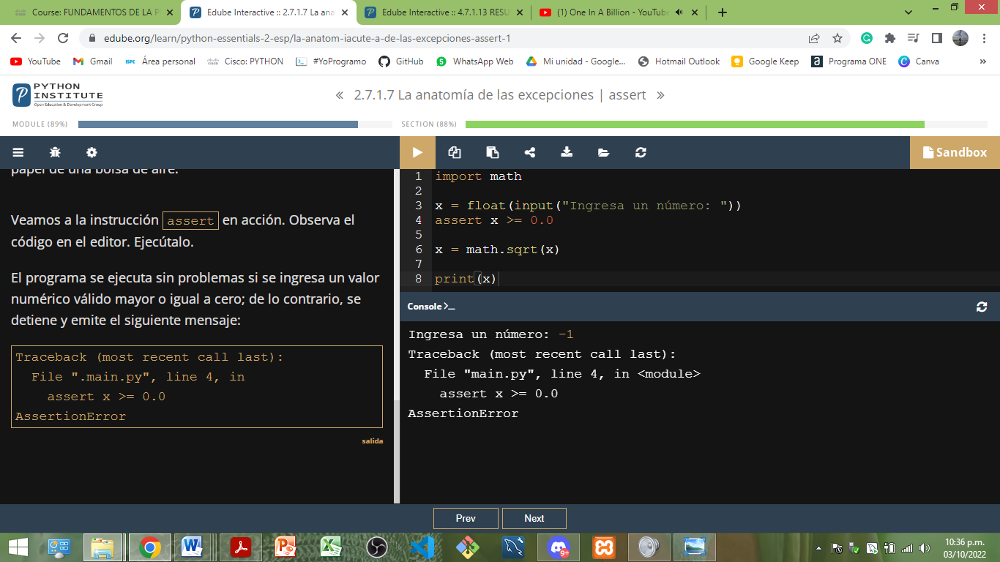 Course: FUNDAMENTOS DE LA P
Edube Interactive :: 2.7.1.7 La ana
Edube Interactive :: 4.7.1.13 RESU
(1) One In A Billion - YouTube
edube.org/learn/python-essentials-2-esp/la-anatom-iacute-a-de-las-excepciones-assert-1
YouTube Gmail Área personal Cisco: PYTHON #YoProgramo GitHub WhatsApp Web Mi unidad - Google... Hotmail Outlook Google Keep Programa ONE Canva »
PYTHON
INSTITUTE
Open Education & Development Group
« 2.7.1.7 La anatomía de las excepciones | assert »
MODULE (89%)
SECTION (88%)
Sandbox
papel de una bolsa de aire.
Veamos a la instrucción assert en acción. Observa el
código en el editor. Ejecútalo.
El programa se ejecuta sin problemas si se ingresa un valor
numérico válido mayor o igual a cero; de lo contrario, se
detiene y emite el siguiente mensaje:
Traceback (most recent call last):
File ".main.py", line 4, in
assert x >= 0.0
AssertionError
salida
1 import math
2
3 x = float(input("Ingresa un número: "))
4 assert x >= 0.0
5
6 x = math.sqrt(x)
7
8 print(x)
Console
Ingresa un número: -1
Traceback (most recent call last):
File "main.py", line 4, in <module>
assert x >= 0.0
AssertionError
Prev
Next
9+
10:36 p.m.
03/10/2022